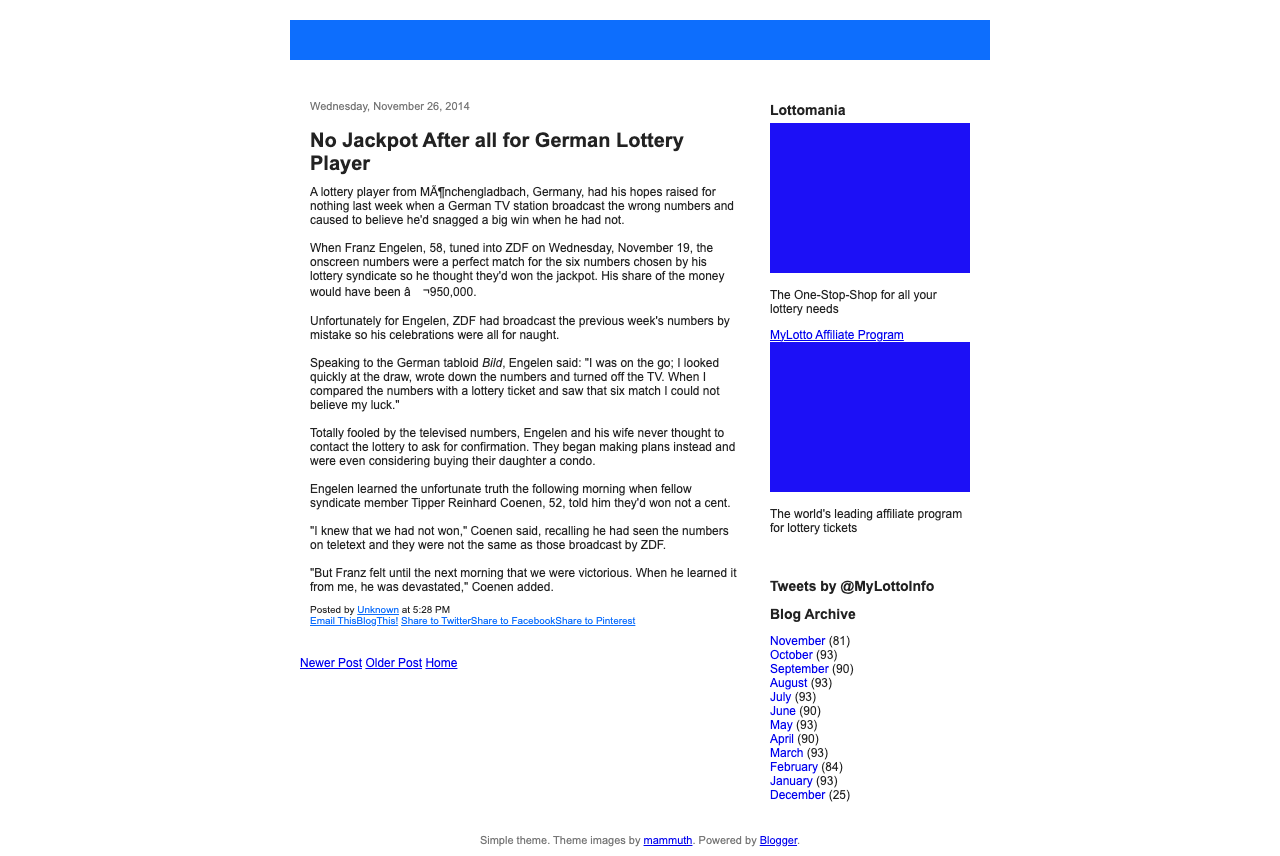 Wednesday, November 26, 2014
No Jackpot After all for German Lottery
Player
A lottery player from MÃ¶nchengladbach, Germany, had his hopes raised for
nothing last week when a German TV station broadcast the wrong numbers and
caused to believe he'd snagged a big win when he had not.
When Franz Engelen, 58, tuned into ZDF on Wednesday, November 19, the
onscreen numbers were a perfect match for the six numbers chosen by his
lottery syndicate so he thought they'd won the jackpot. His share of the money
would have been â ¬950,000.
Unfortunately for Engelen, ZDF had broadcast the previous week's numbers by
mistake so his celebrations were all for naught.
Speaking to the German tabloid Bild, Engelen said: "I was on the go; I looked
quickly at the draw, wrote down the numbers and turned off the TV. When I
compared the numbers with a lottery ticket and saw that six match I could not
believe my luck."
Totally fooled by the televised numbers, Engelen and his wife never thought to
contact the lottery to ask for confirmation. They began making plans instead and
were even considering buying their daughter a condo.
Engelen learned the unfortunate truth the following morning when fellow
syndicate member Tipper Reinhard Coenen, 52, told him they'd won not a cent.
"I knew that we had not won," Coenen said, recalling he had seen the numbers
on teletext and they were not the same as those broadcast by ZDF.
"But Franz felt until the next morning that we were victorious. When he learned it
from me, he was devastated," Coenen added.
Posted by Unknown at 5:28 PM
Email ThisBlogThis! Share to TwitterShare to FacebookShare to Pinterest
Newer Post Older Post Home
Lottomania
The One-Stop-Shop for all your
lottery needs
MyLotto Affiliate Program
The world's leading affiliate program
for lottery tickets
Tweets by @MyLottoInfo
Blog Archive
November (81)
October (93)
September (90)
August (93)
July (93)
June (90)
May (93)
April (90)
March (93)
February (84)
January (93)
December (25)
Simple theme. Theme images by mammuth. Powered by Blogger.